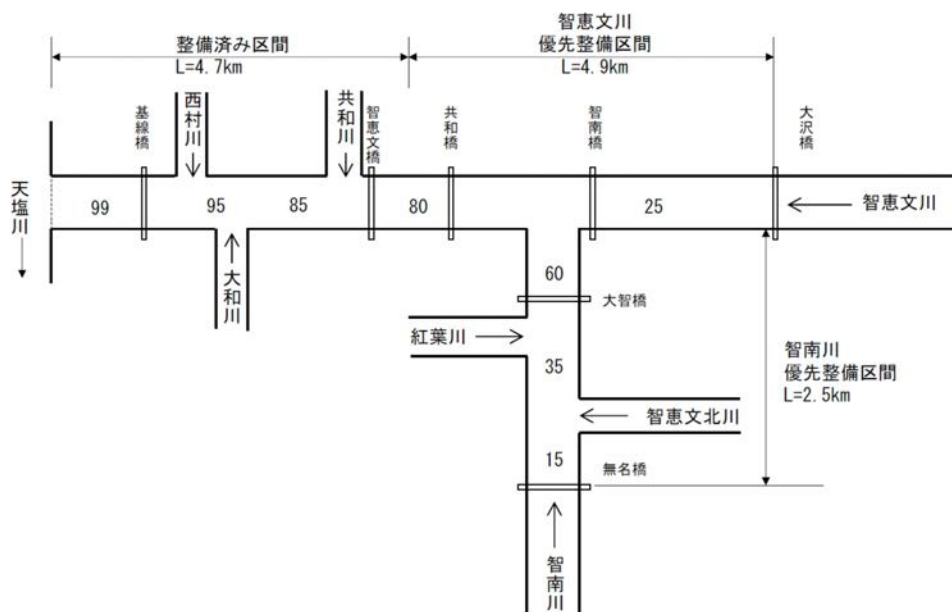 整備済み区間
L=4.7km
智恵文川
優先整備区間
L=4.9km
基線橋
西村川
共和川
智恵文橋
共和橋
智南橋
大沢橋
天塩川
99
95
85
80
25
智恵文川
大和川
60
大智橋
紅葉川
35
智南川
優先整備区間
L=2.5km
智恵文北川
15
無名橋
智南川